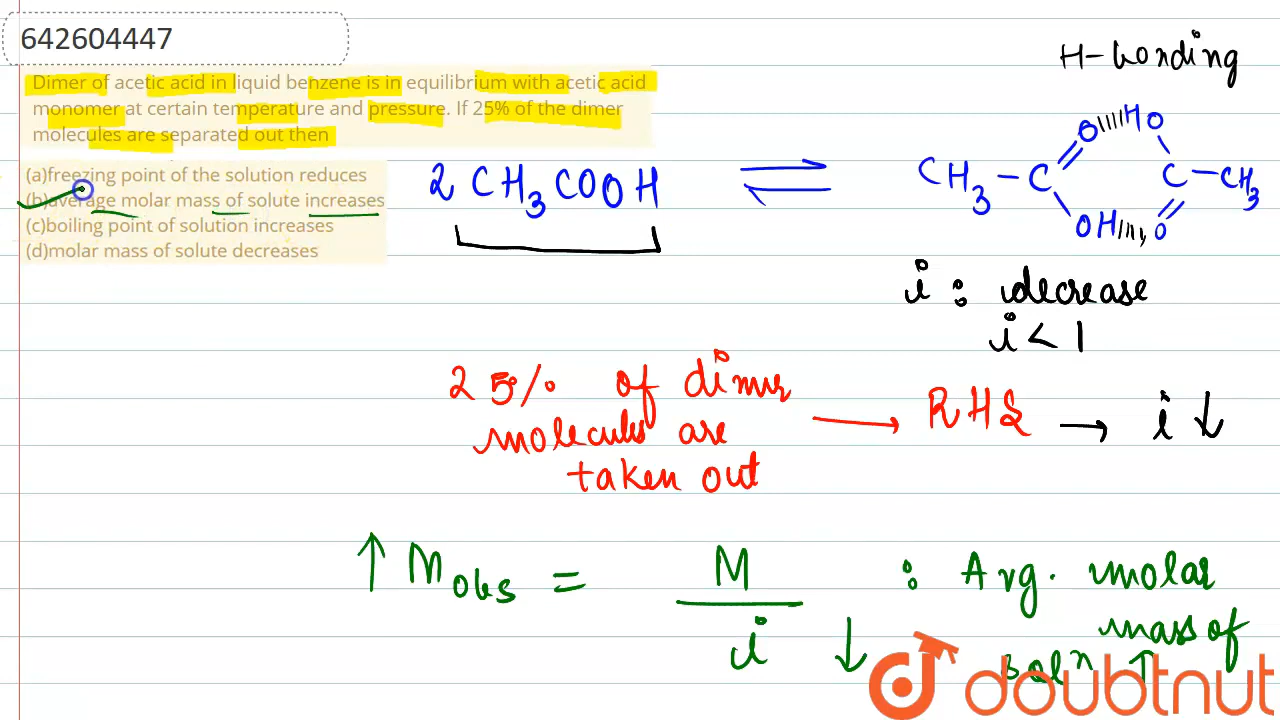 642604447
Dimer of acetic acid in liquid benzene is in equilibrium with acetic acid
monomer at certain temperature and pressure. If 25% of the dimer
molecules are separated out then
(a)freezing point of the solution reduces
(b)average molar mass of solute increases
(c)boiling point of solution increases
(d)molar mass of solute decreases
H-bonding
2 CH3COOH ⇌ CH3-C O HO C-CH3
OH O
i : decrease
i < 1
25% of dimer
molecules are
taken out → RHS → i ↓
↑ Mobs = M / i ↓ : Avg. molar
mass of
solⁿ ↑
doubtnut